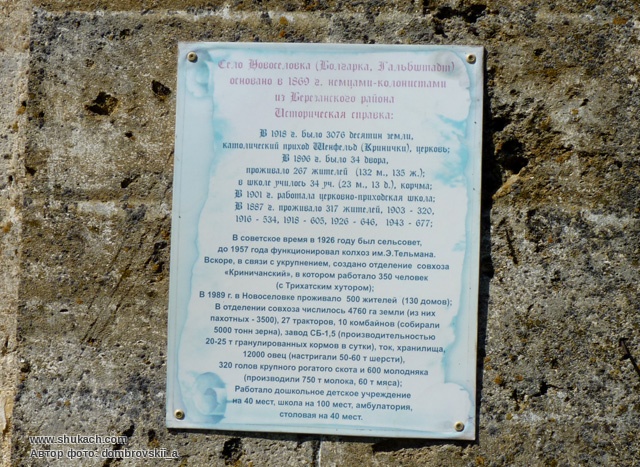 Село Новоселовка (Болгарка, Гальбштадт)
основано в 1869 г. немцами-колонистами
из Березанского района
Историческая справка:
В 1918 г. было 3076 десятин земли,
католический приход Шенфельд (Кринички), церковь;
В 1896 г. было 34 двора,
проживало 267 жителей (132 м., 135 ж.);
в школе училось 34 уч. (23 м., 13 д.), корчма;
В 1901 г. работала церковно-приходская школа;
В 1887 г. проживало 317 жителей, 1903 - 320,
1916 - 534, 1918 - 605, 1926 - 646, 1943 - 677;
В советское время в 1926 году был сельсовет,
до 1957 года функционировал колхоз им.Э.Тельмана.
Вскоре, в связи с укрупнением, создано отделение совхоза
«Криничанский», в котором работало 350 человек
(с Трихатским хутором);
В 1989 г. в Новоселовке проживало 500 жителей (130 домов);
В отделении совхоза числилось 4760 га земли (из них
пахотных - 3500), 27 тракторов, 10 комбайнов (собирали
5000 тонн зерна), завод СБ-1,5 (производительностью
20-25 т гранулированных кормов в сутки), ток, хранилища,
12000 овец (настригали 50-60 т шерсти),
320 голов крупного рогатого скота и 600 молодняка
(производили 750 т молока, 60 т мяса);
Работало дошкольное детское учреждение
на 40 мест, школа на 100 мест, амбулатория,
столовая на 40 мест.
www.shukach.com
Автор фото: dombrovskii_a